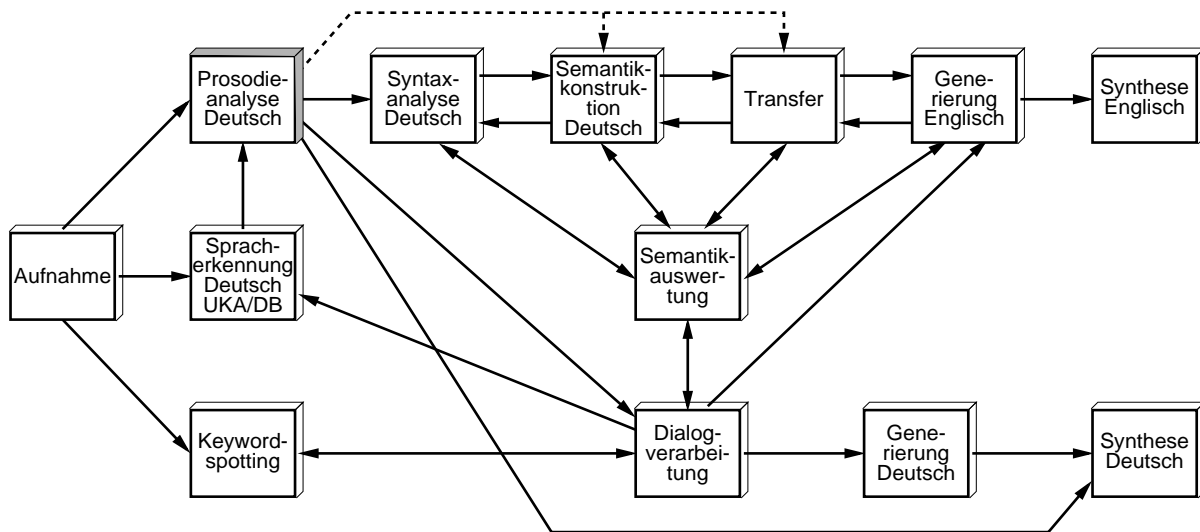 Prosodie-
analyse
Deutsch
Syntax-
analyse
Deutsch
Semantik-
konstruk-
tion
Deutsch
Transfer
Gene-
rierung
Englisch
Synthese
Englisch
Aufnahme
Sprach-
erkennung
Deutsch
UKA/DB
Semantik-
auswer-
tung
Keyword-
spotting
Dialog-
verarbei-
tung
Gene-
rierung
Deutsch
Synthese
Deutsch